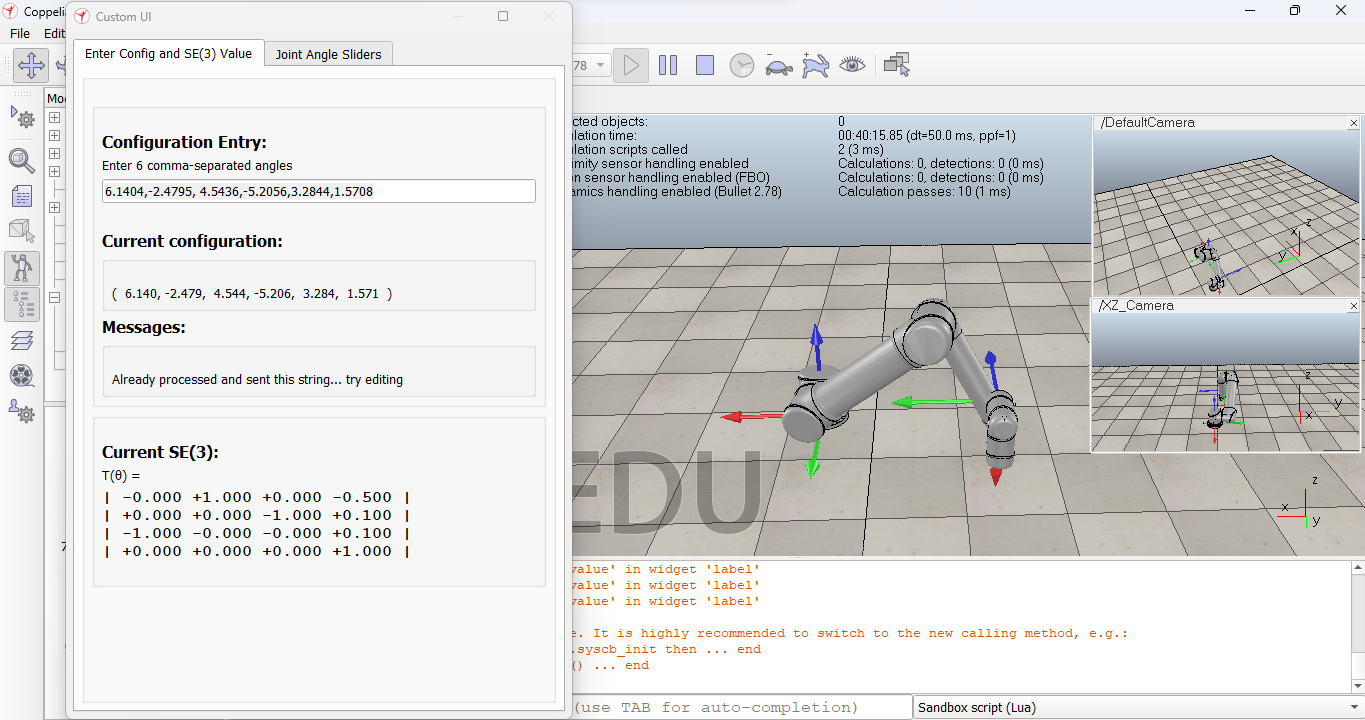 Coppelia
Custom UI
File Edit
Enter Config and SE(3) Value
Joint Angle Sliders
78
Configuration Entry:
Enter 6 comma-separated angles
6.1404,-2.4795, 4.5436,-5.2056,3.2844,1.5708
Current configuration:
( 6.140, -2.479, 4.544, -5.206, 3.284, 1.571 )
Messages:
Already processed and sent this string... try editing
Current SE(3):
T(θ) =
| -0.000 +1.000 +0.000 -0.500 |
| +0.000 +0.000 -1.000 +0.100 |
| -1.000 -0.000 -0.000 +0.100 |
| +0.000 +0.000 +0.000 +1.000 |
cted objects: 0
lation time: 00:40:15.85 (dt=50.0 ms, ppf=1)
lation scripts called 2 (3 ms)
imity sensor handling enabled Calculations: 0, detections: 0 (0 ms)
n sensor handling enabled (FBO) Calculations: 0, detections: 0 (0 ms)
amics handling enabled (Bullet 2.78) Calculation passes: 10 (1 ms)
/DefaultCamera
x
z
y
/XZ_Camera
z
y
x
z
x
y
EDU
value' in widget 'label'
value' in widget 'label'
value' in widget 'label'
e. It is highly recommended to switch to the new calling method, e.g.:
.syscb_init then ... end
() ... end
(use TAB for auto-completion)
Sandbox script (Lua)